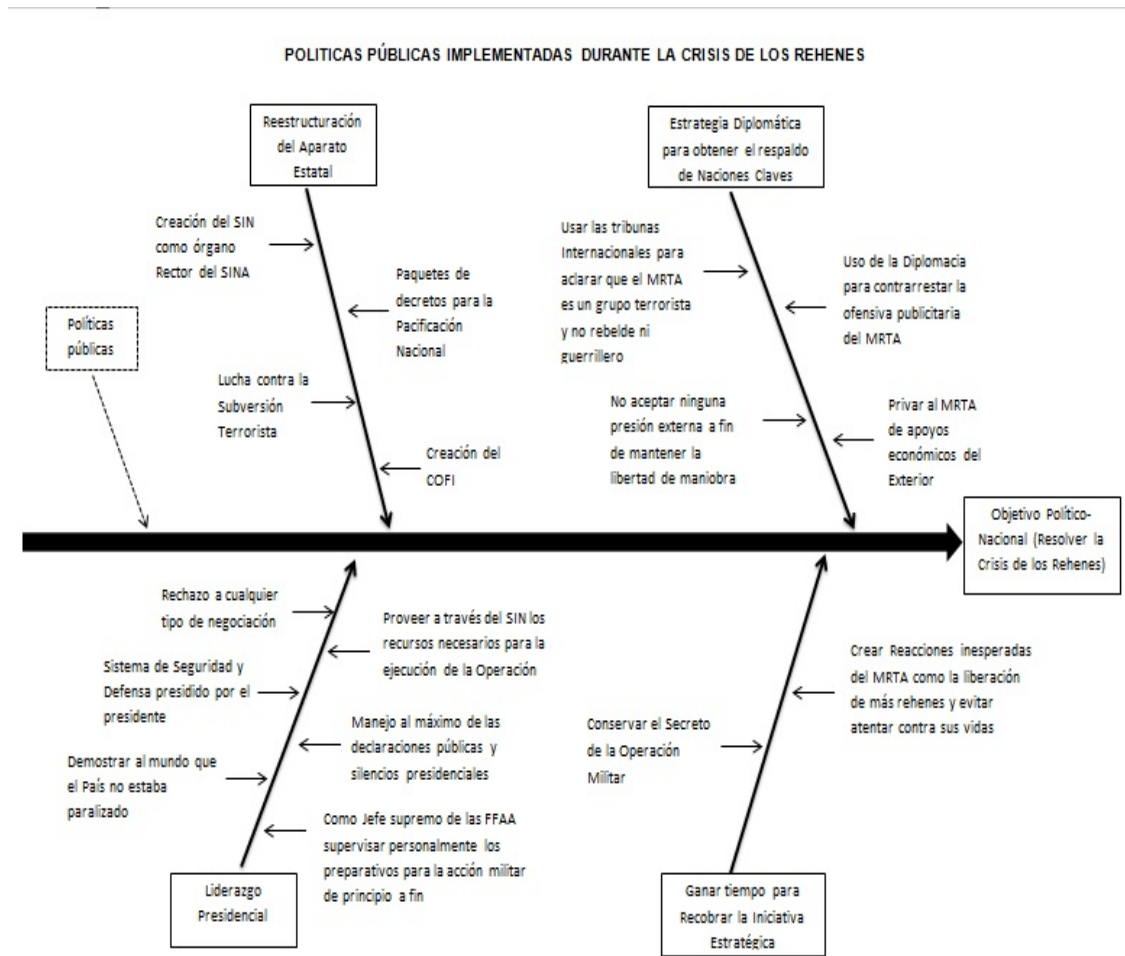 POLITICAS PÚBLICAS IMPLEMENTADAS DURANTE LA CRISIS DE LOS REHENES
Reestructuración
del Aparato
Estatal
Estrategia Diplomática
para obtener el respaldo
de Naciones Claves
Creación del SIN
como órgano
Rector del SINA
Paquetes de
decretos para la
Pacificación
Nacional
Lucha contra la
Subversión
Terrorista
Creación del
COFI
Usar las tribunas
Internacionales para
aclarar que el MRTA
es un grupo terrorista
y no rebelde ni
guerrillero
Uso de la Diplomacia
para contrarrestar la
ofensiva publicitaria
del MRTA
No aceptar ninguna
presión externa a fin
de mantener la
libertad de maniobra
Privar al MRTA
de apoyos
económicos del
Exterior
Políticas
públicas
Objetivo Político-
Nacional (Resolver la
Crisis de los Rehenes)
Rechazo a cualquier
tipo de negociación
Proveer a través del SIN los
recursos necesarios para la
ejecución de la Operación
Sistema de Seguridad y
Defensa presidido por el
presidente
Manejo al máximo de las
declaraciones públicas y
silencios presidenciales
Demostrar al mundo que
el País no estaba
paralizado
Como Jefe supremo de las FFAA
supervisar personalmente los
preparativos para la acción militar
de principio a fin
Liderazgo
Presidencial
Crear Reacciones inesperadas
del MRTA como la liberación
de más rehenes y evitar
atentar contra sus vidas
Conservar el Secreto
de la Operación
Militar
Ganar tiempo para
Recobrar la Iniciativa
Estratégica